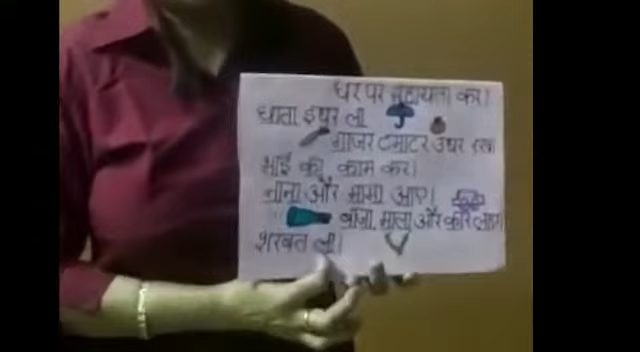 घर पर सहायता कर।
छाता इधर ला
गाजर टमाटर उधर रख।
भाई का काम कर।
नाना और मामा आए।
बाजा, माला और कार लाए।
शरबत ला।